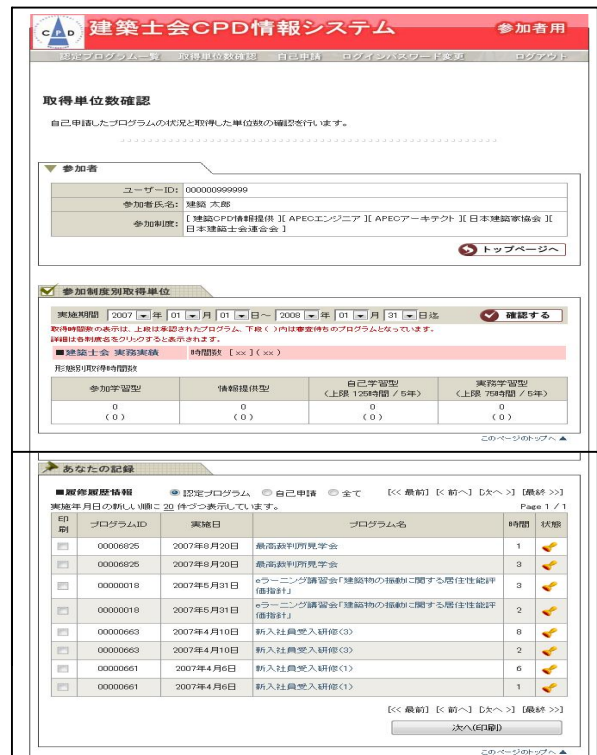 CPD 建築士会CPD情報システム 参加者用
認定プログラム一覧 取得単位数確認 自己申請 ログインパスワード変更 ログアウト
取得単位数確認
自己申請したプログラムの状況と取得した単位数の確認を行います。
▼ 参加者
ユーザーID: 000000999999
参加者氏名: 建築 太郎
参加制度: [ 建築CPD情報提供 ][ APECエンジニア ][ APECアーキテクト ][ 日本建築家協会 ][
日本建築士会連合会 ]
トップページへ
参加制度別取得単位
実施期間 2007 年 01 月 01 日～ 2008 年 01 月 31 日迄 確認する
取得時間数の表示は、上段は承認されたプログラム、下段( )内は審査待ちのプログラムとなっています。
詳細は各制度名をクリックすると表示されます。
■建築士会 実務実績 時間数 [ xx ] ( xx )
形態別取得時間数
参加学習型 情報提供型 自己学習型 実務学習型
(上限 125時間 / 5年) (上限 75時間 / 5年)
0 0 0 0
( 0 ) ( 0 ) ( 0 ) ( 0 )
このページのトップへ ▲
あなたの記録
■履修履歴情報 認定プログラム 自己申請 全て [<< 最前] [< 前へ] [次へ >] [最終 >>]
実施年月日の新しい順に 20 件づつ表示しています。 Page 1 / 1
印刷 プログラムID 実施日 プログラム名 時間 状態
00006825 2007年8月20日 最高裁判所見学会 1
00006825 2007年8月20日 最高裁判所見学会 3
00000018 2007年5月31日 eラーニング講習会「建築物の振動に関する居住性能評
価指針」 3
00000018 2007年5月31日 eラーニング講習会「建築物の振動に関する居住性能評
価指針」 2
00000663 2007年4月10日 新入社員受入研修(3) 8
00000663 2007年4月10日 新入社員受入研修(3) 2
00000661 2007年4月6日 新入社員受入研修(1) 6
00000661 2007年4月6日 新入社員受入研修(1) 1
[<< 最前] [< 前へ] [次へ >] [最終 >>]
次へ(印刷)
このページのトップへ ▲